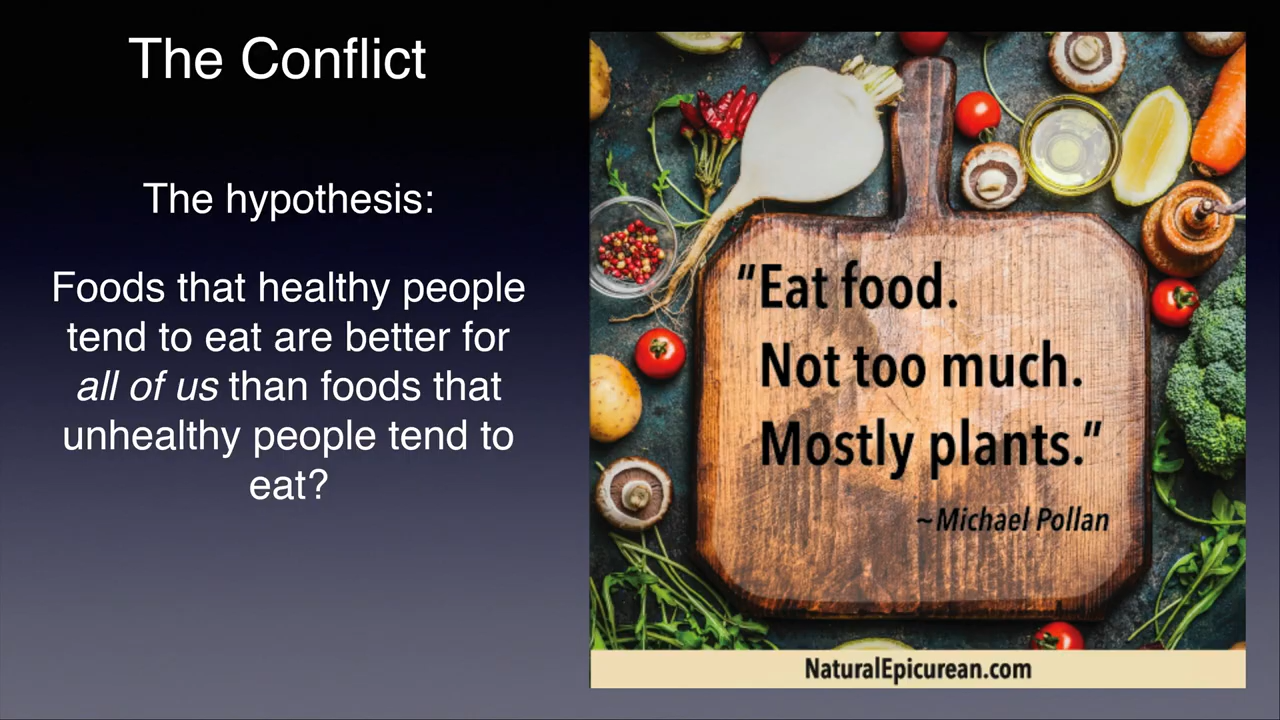 The Conflict
The hypothesis:
Foods that healthy people
tend to eat are better for
all of us than foods that
unhealthy people tend to
eat?
“Eat food.
Not too much.
Mostly plants.”
~Michael Pollan
NaturalEpicurean.com